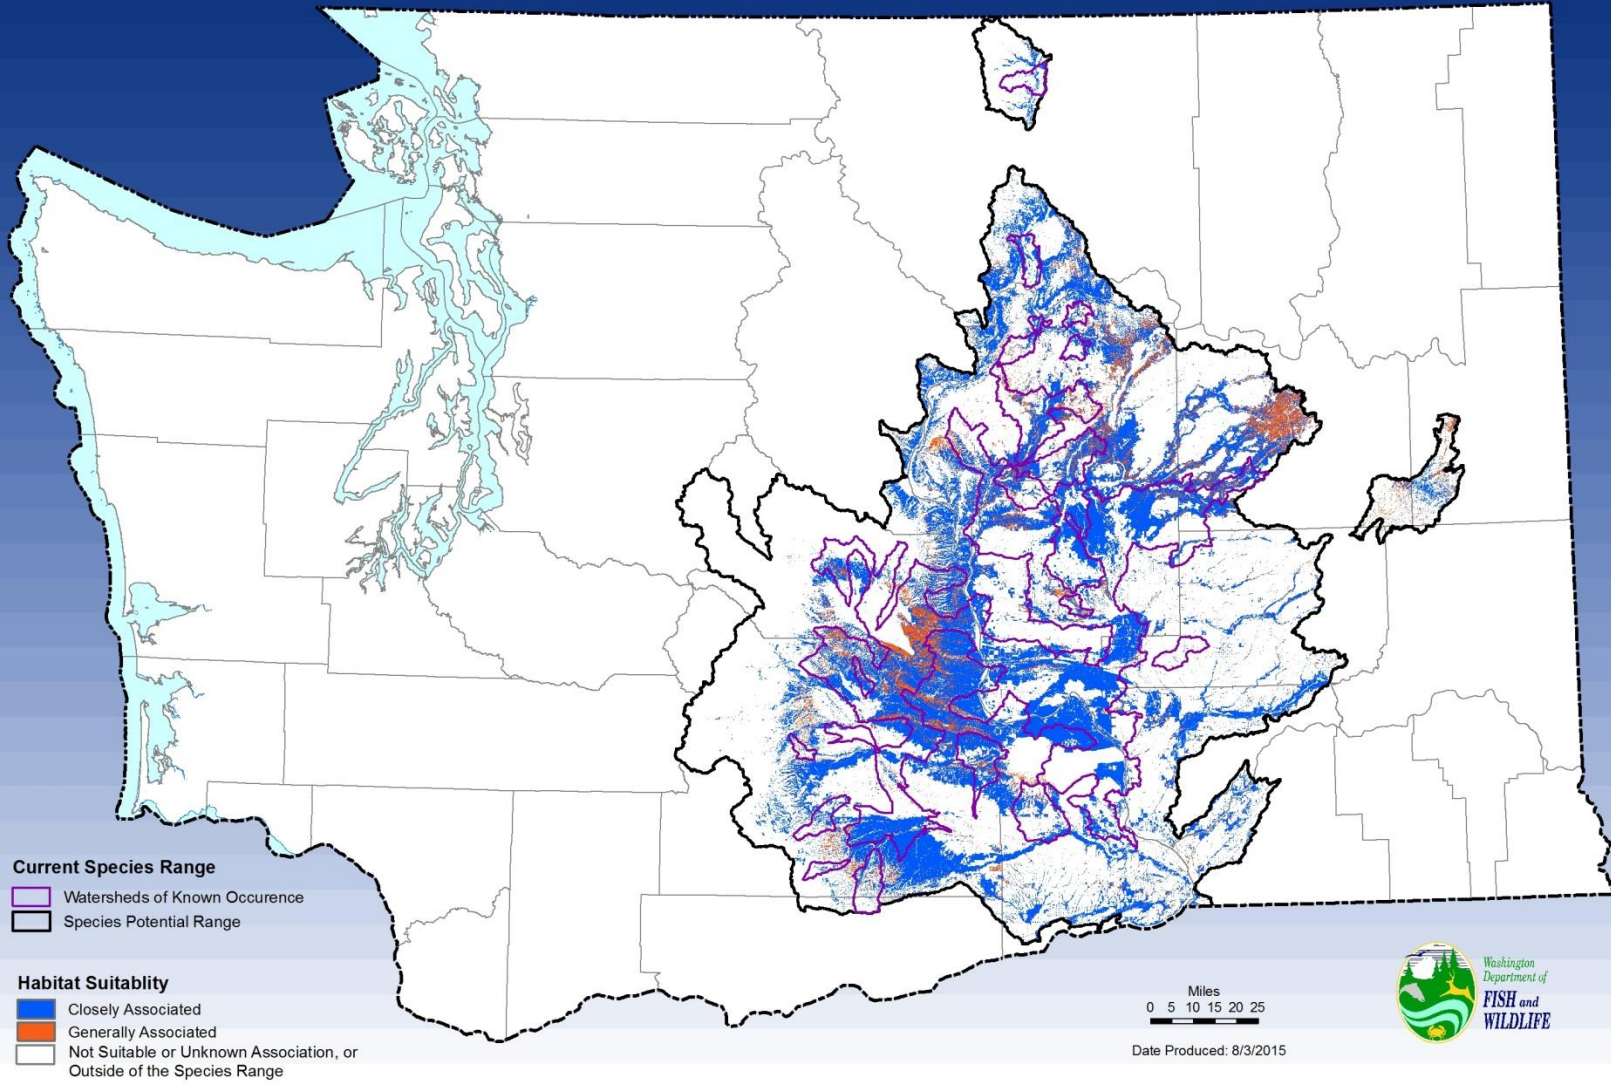 Current Species Range
Watersheds of Known Occurence
Species Potential Range
Habitat Suitablity
Closely Associated
Generally Associated
Not Suitable or Unknown Association, or
Outside of the Species Range
Miles
0 5 10 15 20 25
Date Produced: 8/3/2015
Washington
Department of
FISH and
WILDLIFE